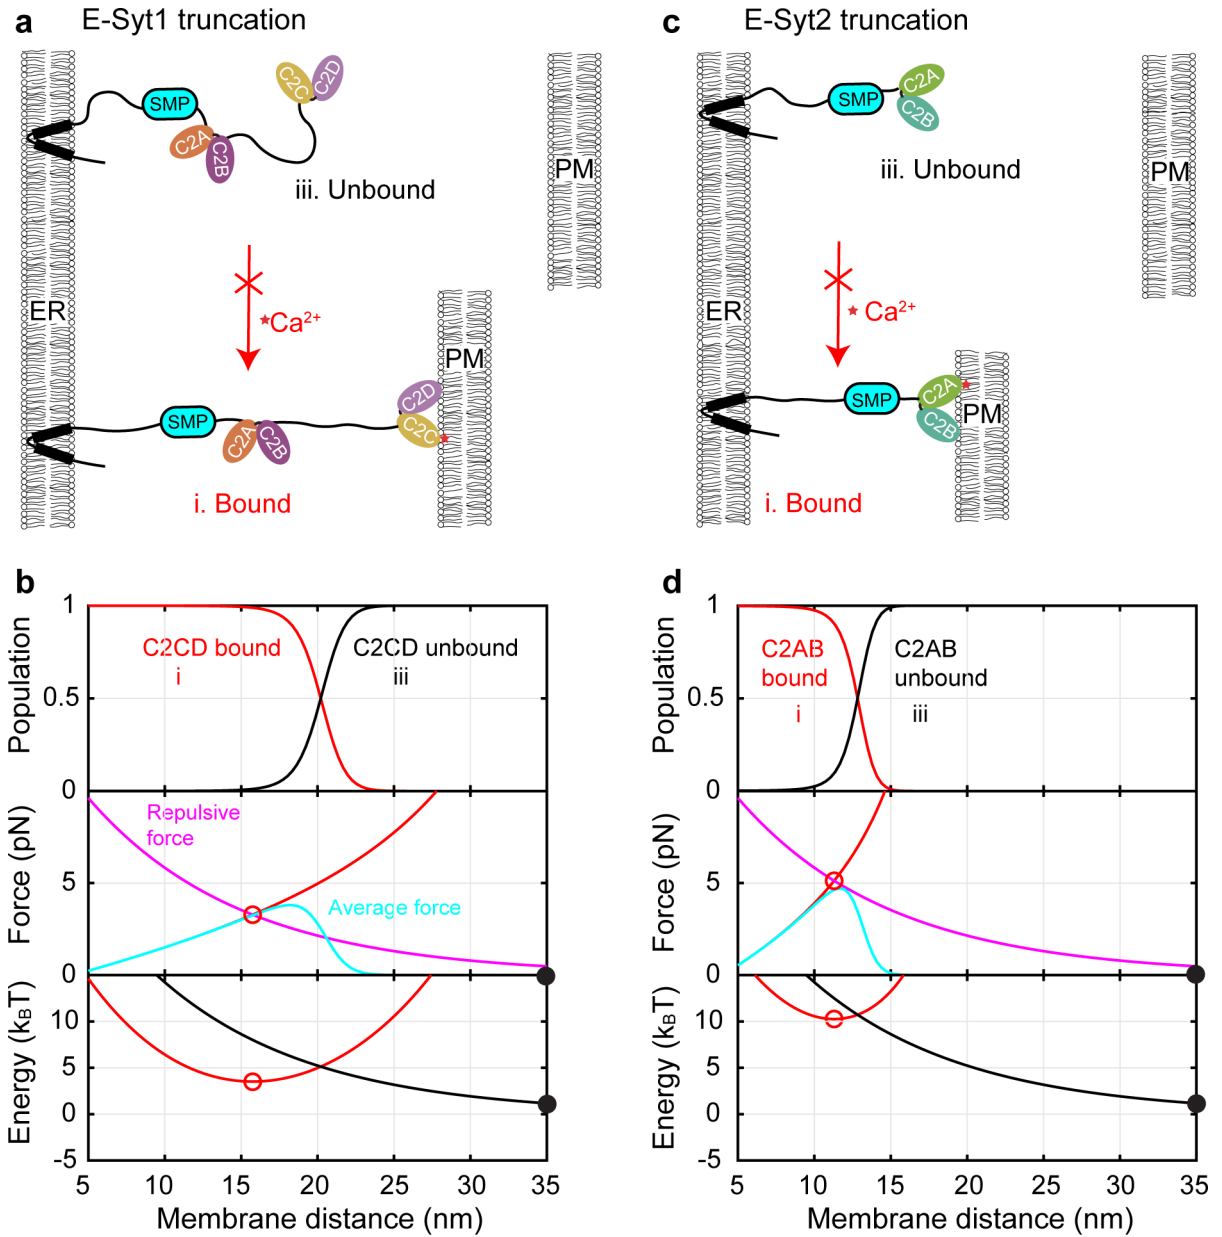 a E-Syt1 truncation
SMP
C2A
C2B
C2C
C2D
iii. Unbound
PM
ER
Ca2+
PM
SMP
C2A
C2B
C2D
C2C
i. Bound
c E-Syt2 truncation
SMP
C2A
C2B
iii. Unbound
PM
ER
Ca2+
SMP
C2A
C2B
PM
i. Bound
b
Population
1
0.5
0
C2CD bound
i
C2CD unbound
iii
Force (pN)
5
0
Repulsive
force
Average force
Energy (kBT)
10
5
0
-5
5 10 15 20 25 30 35
Membrane distance (nm)
d
Population
1
0.5
0
C2AB
bound
i
C2AB
unbound
iii
Force (pN)
5
0
Energy (kBT)
10
5
0
-5
5 10 15 20 25 30 35
Membrane distance (nm)